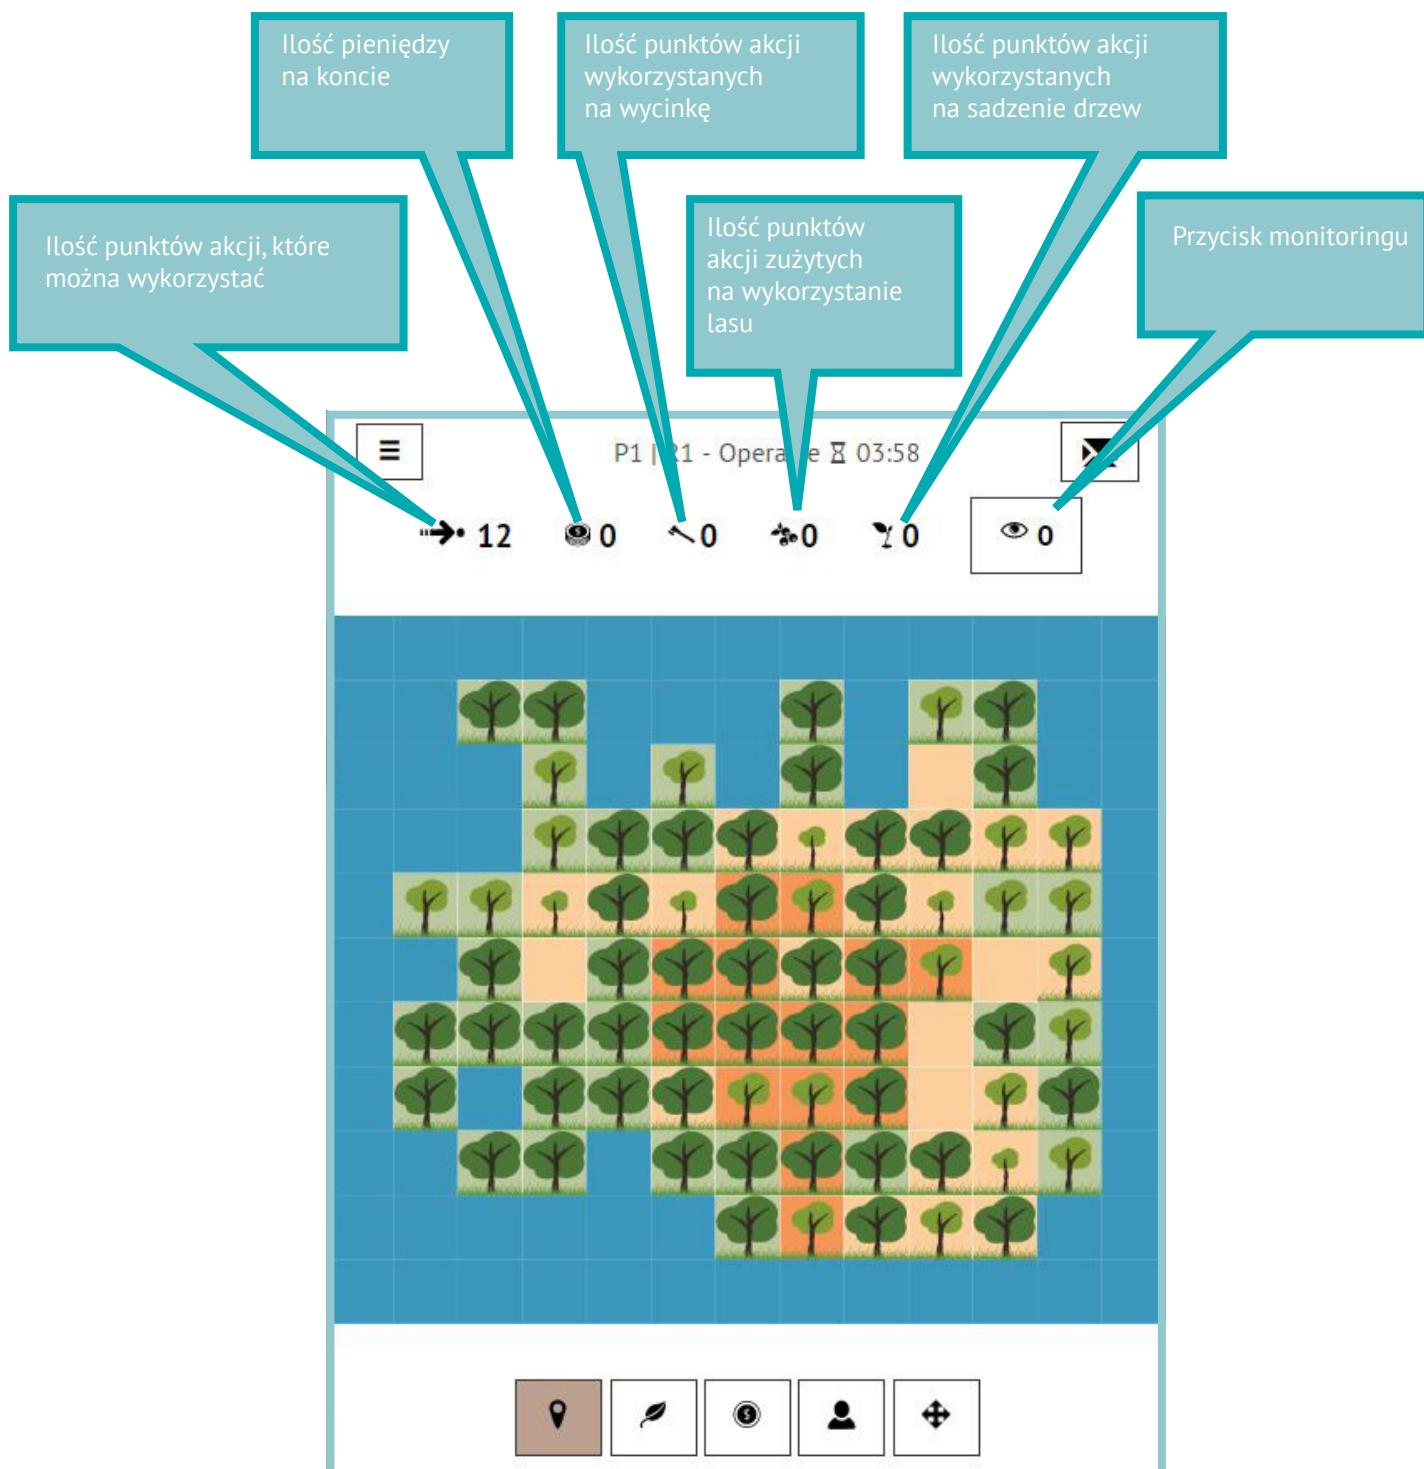 Ilość pieniędzy
na koncie
Ilość punktów akcji
wykorzystanych
na wycinkę
Ilość punktów akcji
wykorzystanych
na sadzenie drzew
Ilość punktów akcji, które
można wykorzystać
Ilość punktów
akcji zużytych
na wykorzystanie
lasu
Przycisk monitoringu
P1 | R1 - 03:58
12 0 0 0 0 0